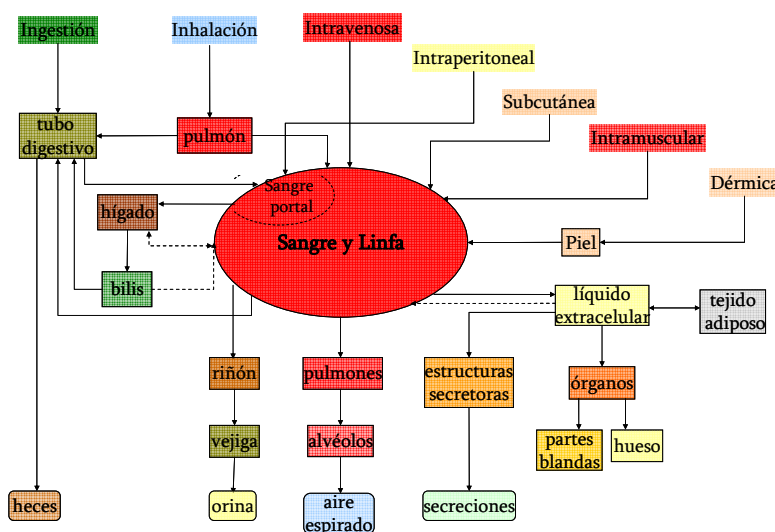 Ingestión
Inhalación
Intravenosa
Intraperitoneal
Subcutánea
Intramuscular
Dérmica
tubo
digestivo
pulmón
Sangre
portal
hígado
Sangre y Linfa
Piel
bilis
líquido
extracelular
tejido
adiposo
riñón
pulmones
estructuras
secretoras
órganos
vejiga
alvéolos
partes
blandas
hueso
heces
orina
aire
espirado
secreciones